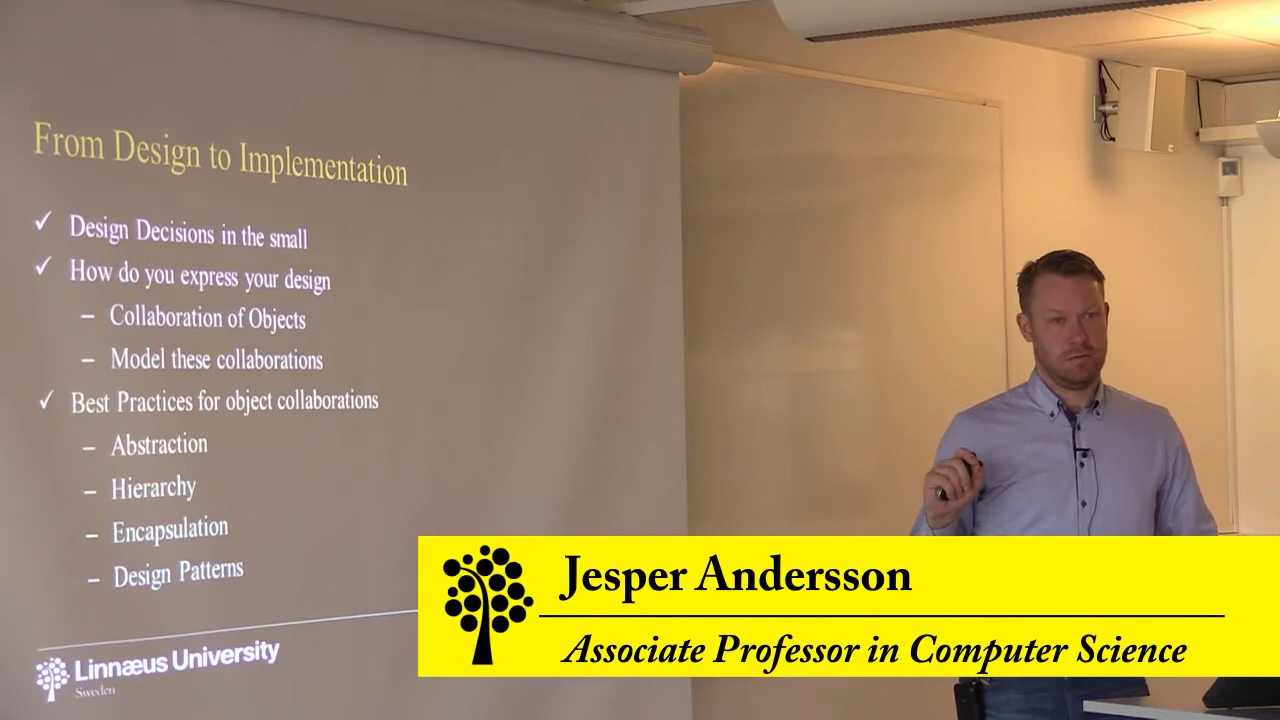 From Design to Implementation
✓ Design Decisions in the small
✓ How do you express your design
– Collaboration of Objects
– Model these collaborations
✓ Best Practices for object collaborations
– Abstraction
– Hierarchy
– Encapsulation
– Design Patterns
Linnæus University
Sweden
Jesper Andersson
Associate Professor in Computer Science